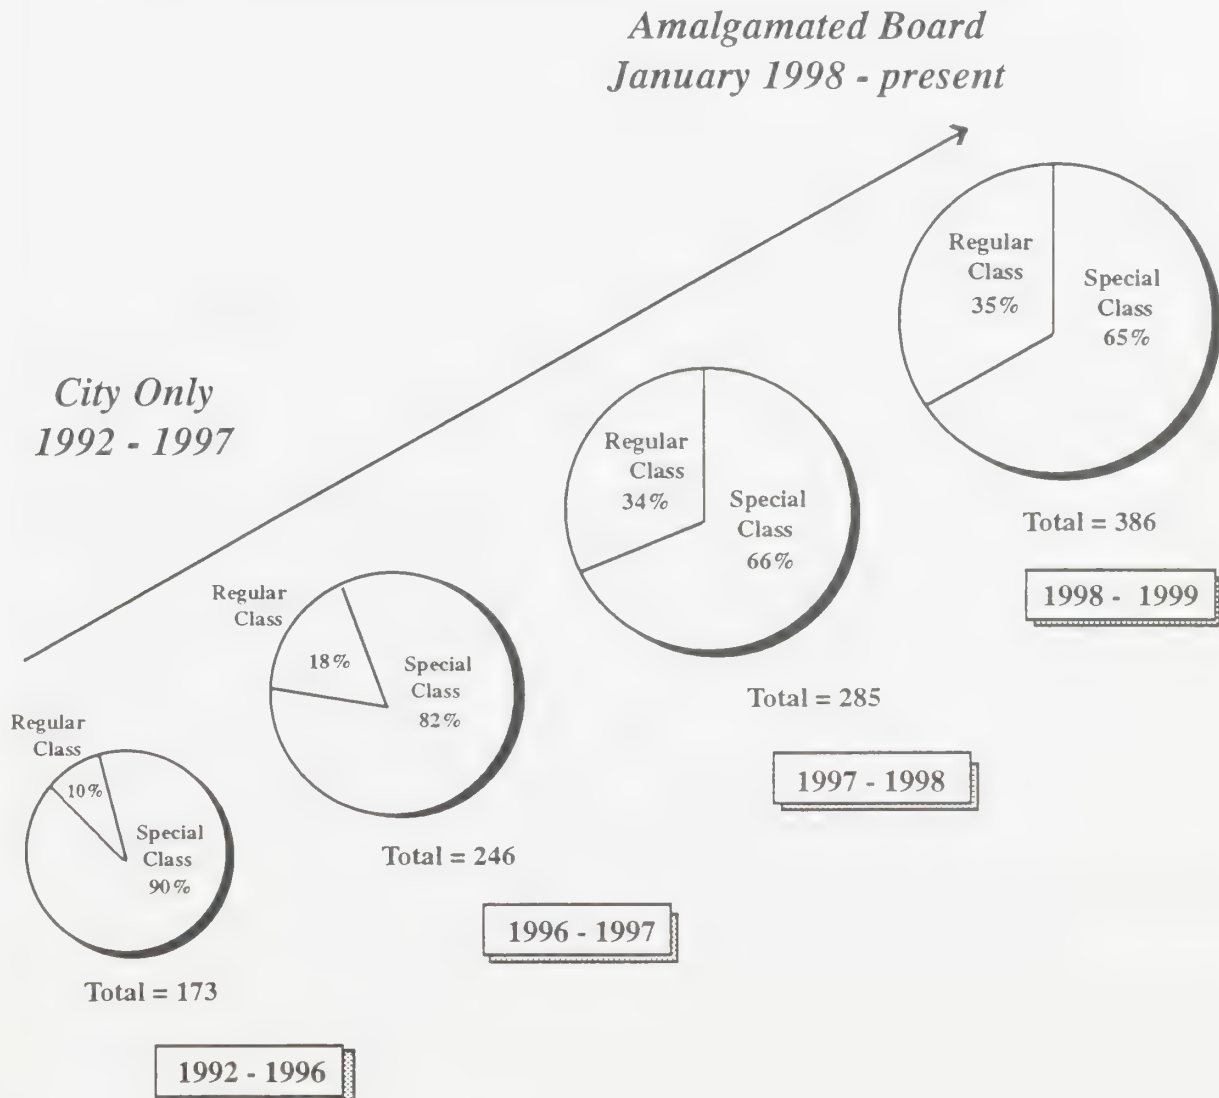 Amalgamated Board
January 1998 - present
City Only
1992 - 1997
Regular
Class
35%
Special
Class
65%
Total = 386
1998 - 1999
Regular
Class
34%
Special
Class
66%
Total = 285
1997 - 1998
Regular
Class
18%
Special
Class
82%
Total = 246
1996 - 1997
Regular
Class
10%
Special
Class
90%
Total = 173
1992 - 1996